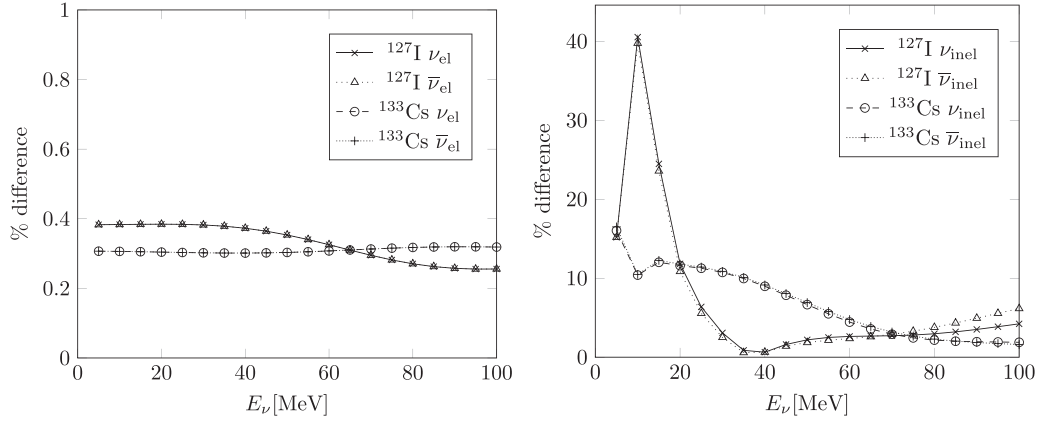 1
0.8
0.6
0.4
0.2
0
0 20 40 60 80 100
% difference
E_ν[MeV]
¹²⁷I ν_el
¹²⁷I ν̅_el
¹³³Cs ν_el
¹³³Cs ν̅_el
40
30
20
10
0
0 20 40 60 80 100
% difference
E_ν[MeV]
¹²⁷I ν_inel
¹²⁷I ν̅_inel
¹³³Cs ν_inel
¹³³Cs ν̅_inel